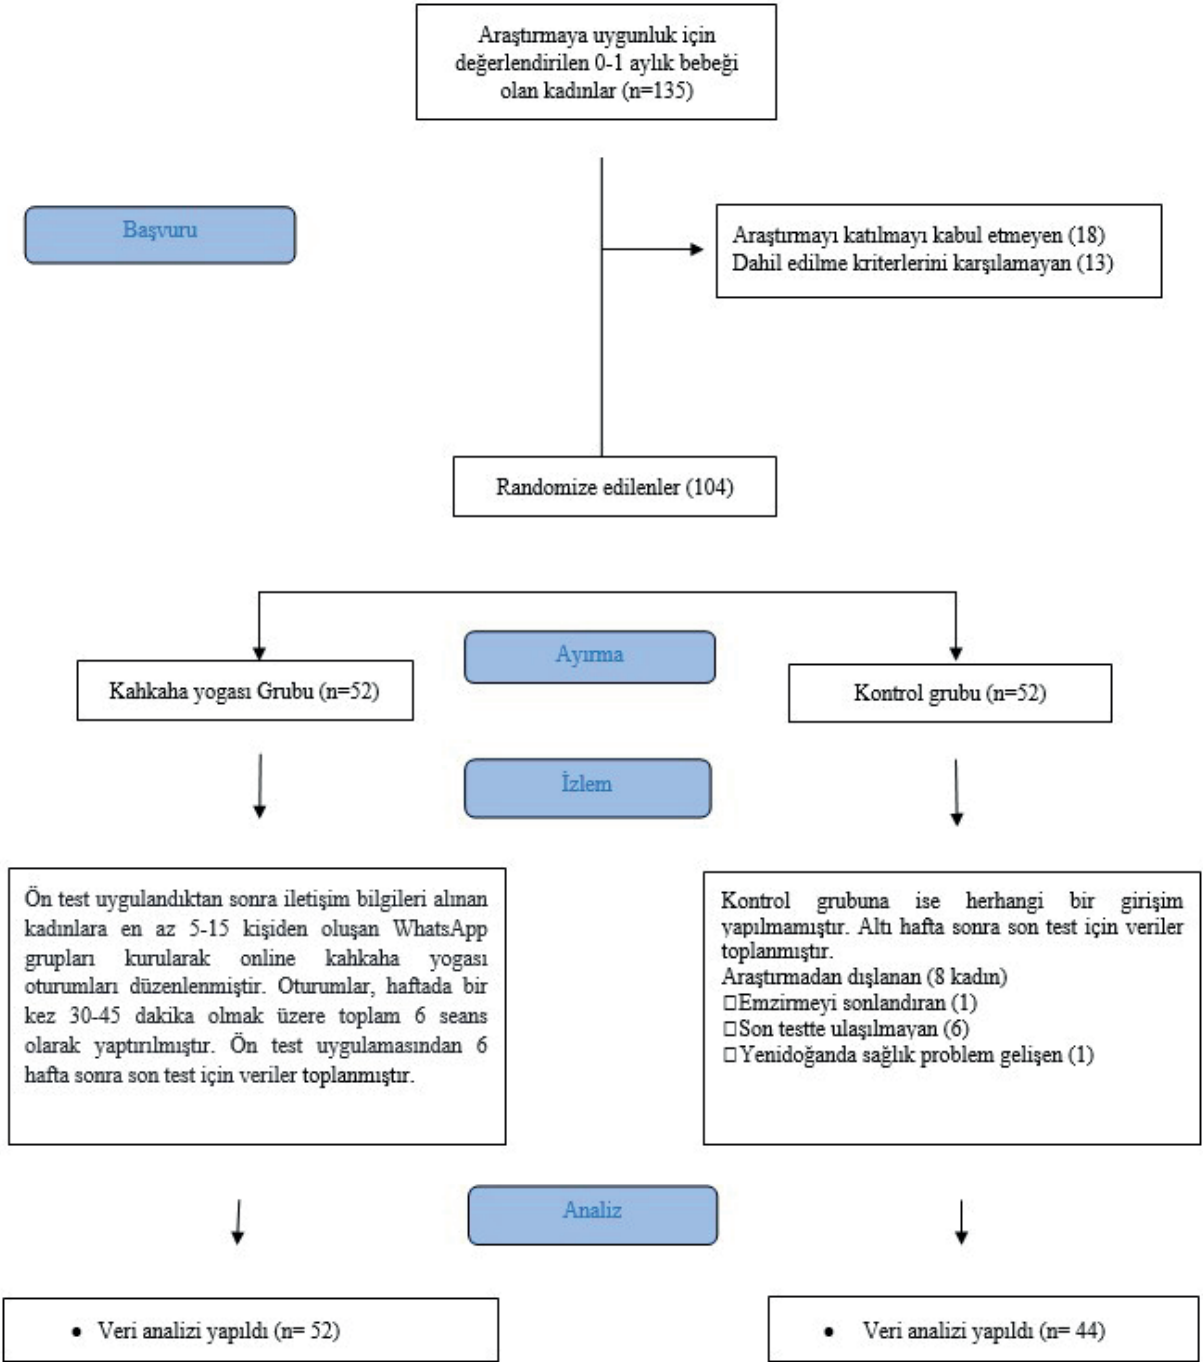 Araştırmaya uygunluk için
değerlendirilen 0-1 aylık bebeği
olan kadınlar (n=135)
Başvuru
Araştırmayı katılmayı kabul etmeyen (18)
Dahil edilme kriterlerini karşılamayan (13)
Randomize edilenler (104)
Ayırma
Kahkaha yogası Grubu (n=52)
Kontrol grubu (n=52)
İzlem
Ön test uygulandıktan sonra iletişim bilgileri alınan
kadınlara en az 5-15 kişiden oluşan WhatsApp
grupları kurularak online kahkaha yogası
oturumları düzenlenmiştir. Oturumlar, haftada bir
kez 30-45 dakika olmak üzere toplam 6 seans
olarak yaptırılmıştır. Ön test uygulamasından 6
hafta sonra son test için veriler toplanmıştır.
Kontrol grubuna ise herhangi bir girişim
yapılmamıştır. Altı hafta sonra son test için veriler
toplanmıştır.
Araştırmadan dışlanan (8 kadın)
□Emzirmeyi sonlandıran (1)
□Son testte ulaşılmayan (6)
□Yenidoğanda sağlık problem gelişen (1)
Analiz
• Veri analizi yapıldı (n= 52)
• Veri analizi yapıldı (n= 44)